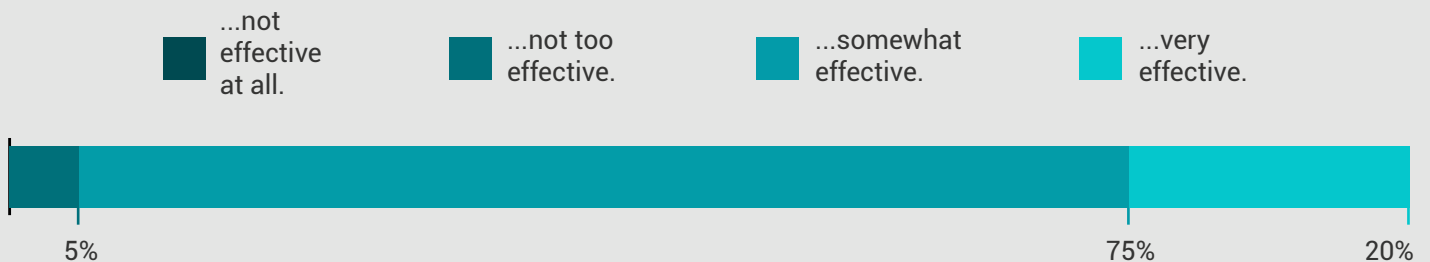 ...not
effective
at all.
...not too
effective.
...somewhat
effective.
...very
effective.
5%
75%
20%